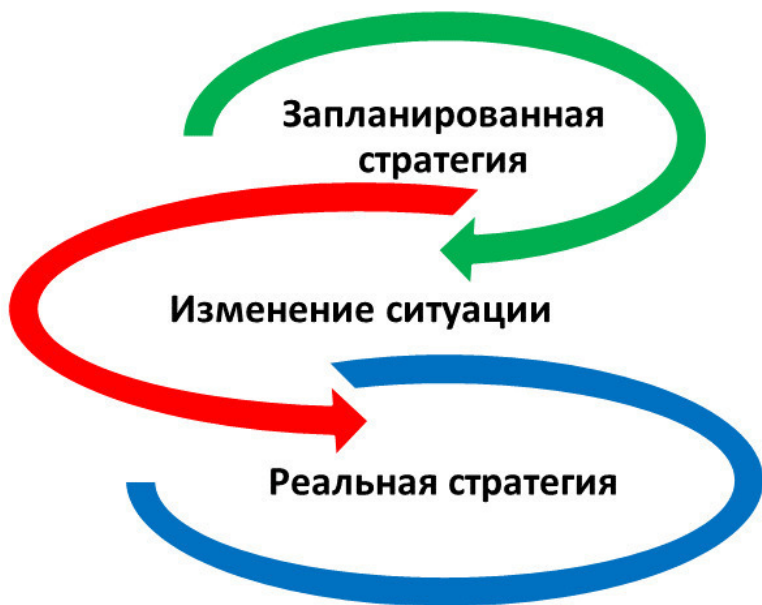 Запланированная
стратегия
Изменение ситуации
Реальная стратегия